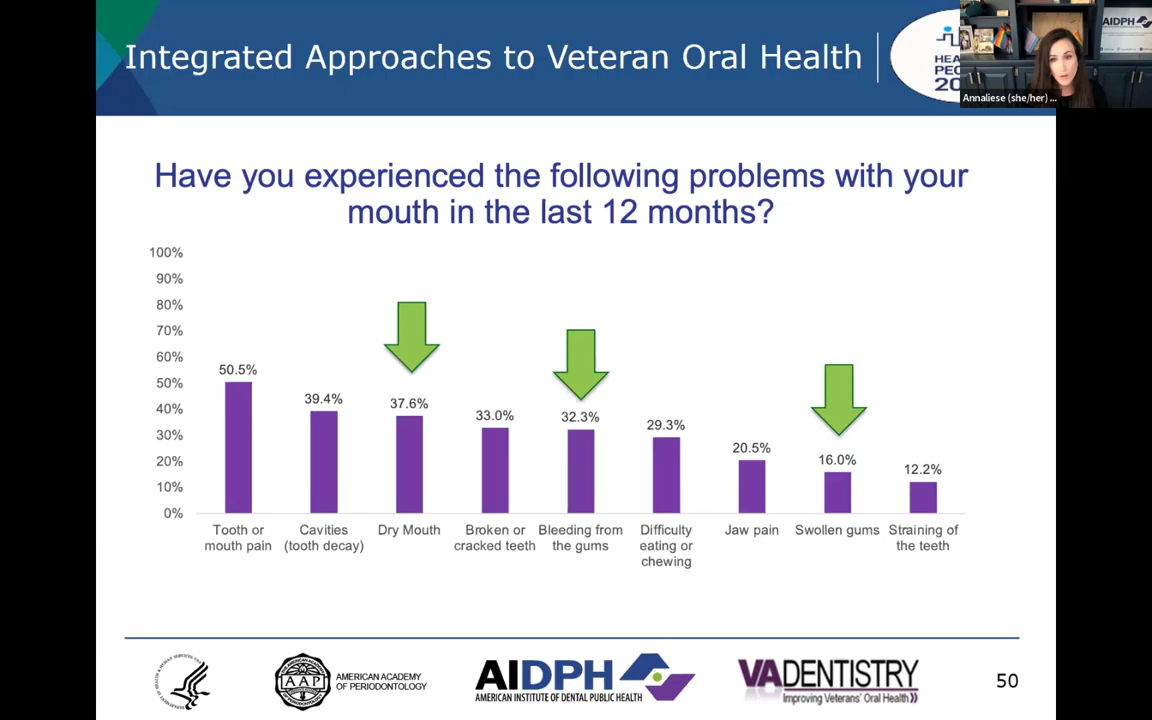 Integrated Approaches to Veteran Oral Health
HEA
PEO
20
AIDPH
Annaliese (she/her) ...
Have you experienced the following problems with your
mouth in the last 12 months?
100%
90%
80%
70%
60%
50%
40%
30%
20%
10%
0%
50.5%
39.4%
37.6%
33.0%
32.3%
29.3%
20.5%
16.0%
12.2%
Tooth or
mouth pain
Cavities
(tooth decay)
Dry Mouth
Broken or
cracked teeth
Bleeding from
the gums
Difficulty
eating or
chewing
Jaw pain
Swollen gums
Straining of
the teeth
AAP
AMERICAN ACADEMY
OF PERIODONTOLOGY
AIDPH
AMERICAN INSTITUTE OF DENTAL PUBLIC HEALTH
VADENTISTRY
Improving Veterans' Oral Health
50